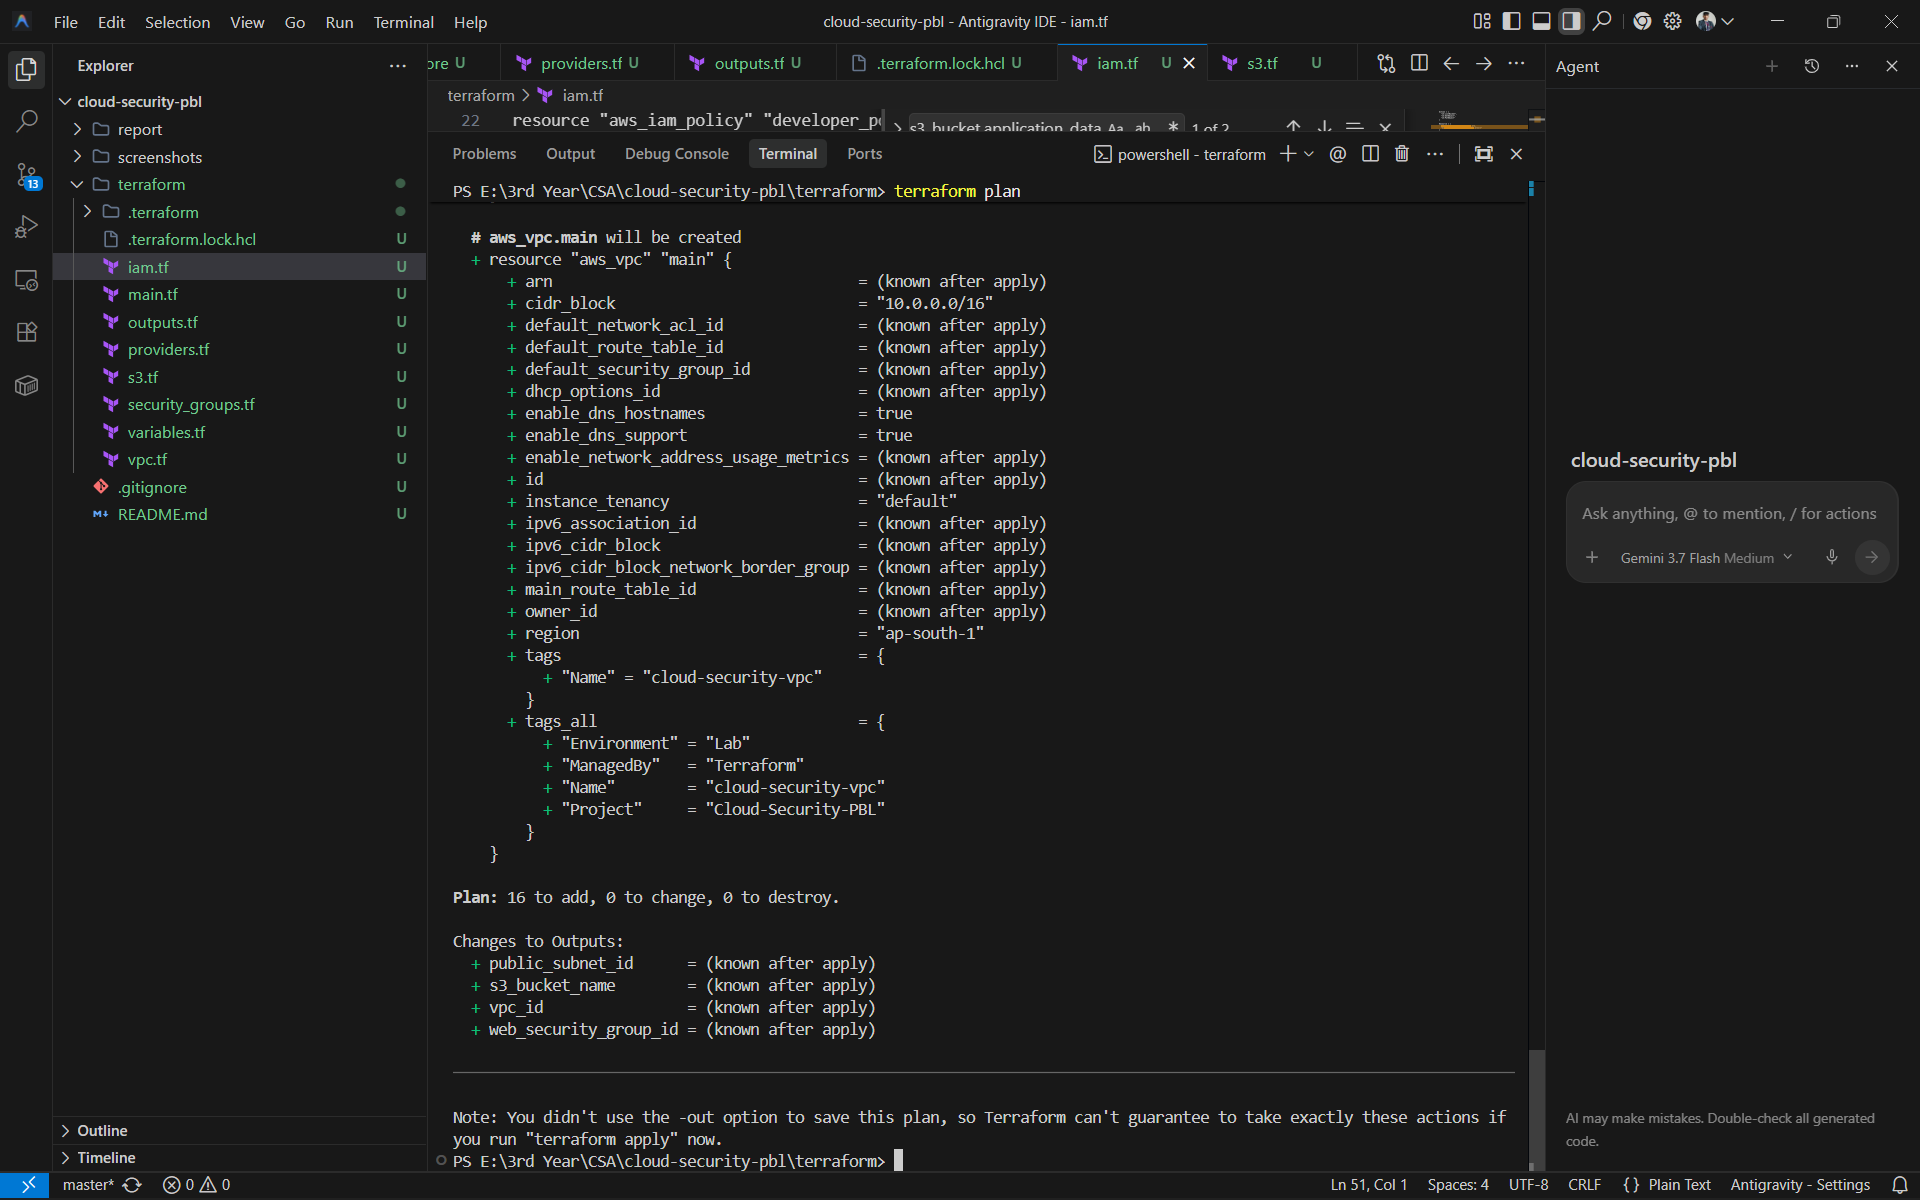 File Edit Selection View Go Run Terminal Help
cloud-security-pbl - Antigravity IDE - iam.tf
Explorer
cloud-security-pbl
report
screenshots
terraform
.terraform
.terraform.lock.hcl U
iam.tf U
main.tf U
outputs.tf U
providers.tf U
s3.tf U
security_groups.tf U
variables.tf U
vpc.tf U
.gitignore U
README.md U
13
Outline
Timeline
ore U
providers.tf U
outputs.tf U
.terraform.lock.hcl U
iam.tf U
s3.tf U
terraform > iam.tf
22 resource "aws_iam_policy" "developer_po
s3_bucket.application_data Aa ab * 1 of 2
Problems Output Debug Console Terminal Ports
powershell - terraform
PS E:\3rd Year\CSA\cloud-security-pbl\terraform> terraform plan
# aws_vpc.main will be created
+ resource "aws_vpc" "main" {
+ arn = (known after apply)
+ cidr_block = "10.0.0.0/16"
+ default_network_acl_id = (known after apply)
+ default_route_table_id = (known after apply)
+ default_security_group_id = (known after apply)
+ dhcp_options_id = (known after apply)
+ enable_dns_hostnames = true
+ enable_dns_support = true
+ enable_network_address_usage_metrics = (known after apply)
+ id = (known after apply)
+ instance_tenancy = "default"
+ ipv6_association_id = (known after apply)
+ ipv6_cidr_block = (known after apply)
+ ipv6_cidr_block_network_border_group = (known after apply)
+ main_route_table_id = (known after apply)
+ owner_id = (known after apply)
+ region = "ap-south-1"
+ tags = {
+ "Name" = "cloud-security-vpc"
}
+ tags_all = {
+ "Environment" = "Lab"
+ "ManagedBy" = "Terraform"
+ "Name" = "cloud-security-vpc"
+ "Project" = "Cloud-Security-PBL"
}
}
Plan: 16 to add, 0 to change, 0 to destroy.
Changes to Outputs:
+ public_subnet_id = (known after apply)
+ s3_bucket_name = (known after apply)
+ vpc_id = (known after apply)
+ web_security_group_id = (known after apply)
Note: You didn't use the -out option to save this plan, so Terraform can't guarantee to take exactly these actions if
you run "terraform apply" now.
PS E:\3rd Year\CSA\cloud-security-pbl\terraform>
Agent
cloud-security-pbl
Ask anything, @ to mention, / for actions
Gemini 3.7 Flash Medium
AI may make mistakes. Double-check all generated
code.
master* 0 0
Ln 51, Col 1 Spaces: 4 UTF-8 CRLF {} Plain Text Antigravity - Settings